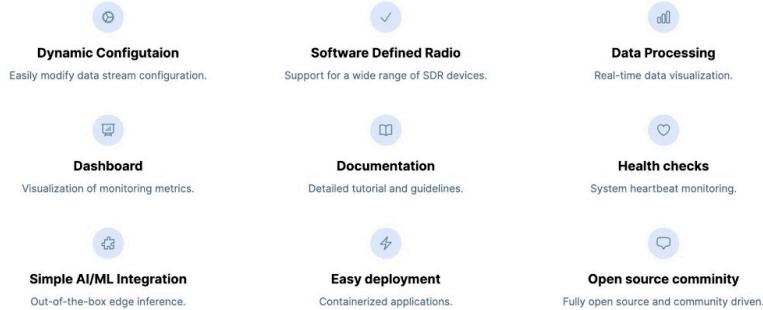 Dynamic Configutaion
Software Defined Radio
Data Processing
Easily modify data stream configuration.
Support for a wide range of SDR devices.
Real-time data visualization.
Dashboard
Documentation
Health checks
Visualization of monitoring metrics.
Detailed tutorial and guidelines.
System heartbeat monitoring.
Simple AI/ML Integration
Easy deployment
Open source comminity
Out-of-the-box edge inference.
Containerized applications.
Fully open source and community driven.